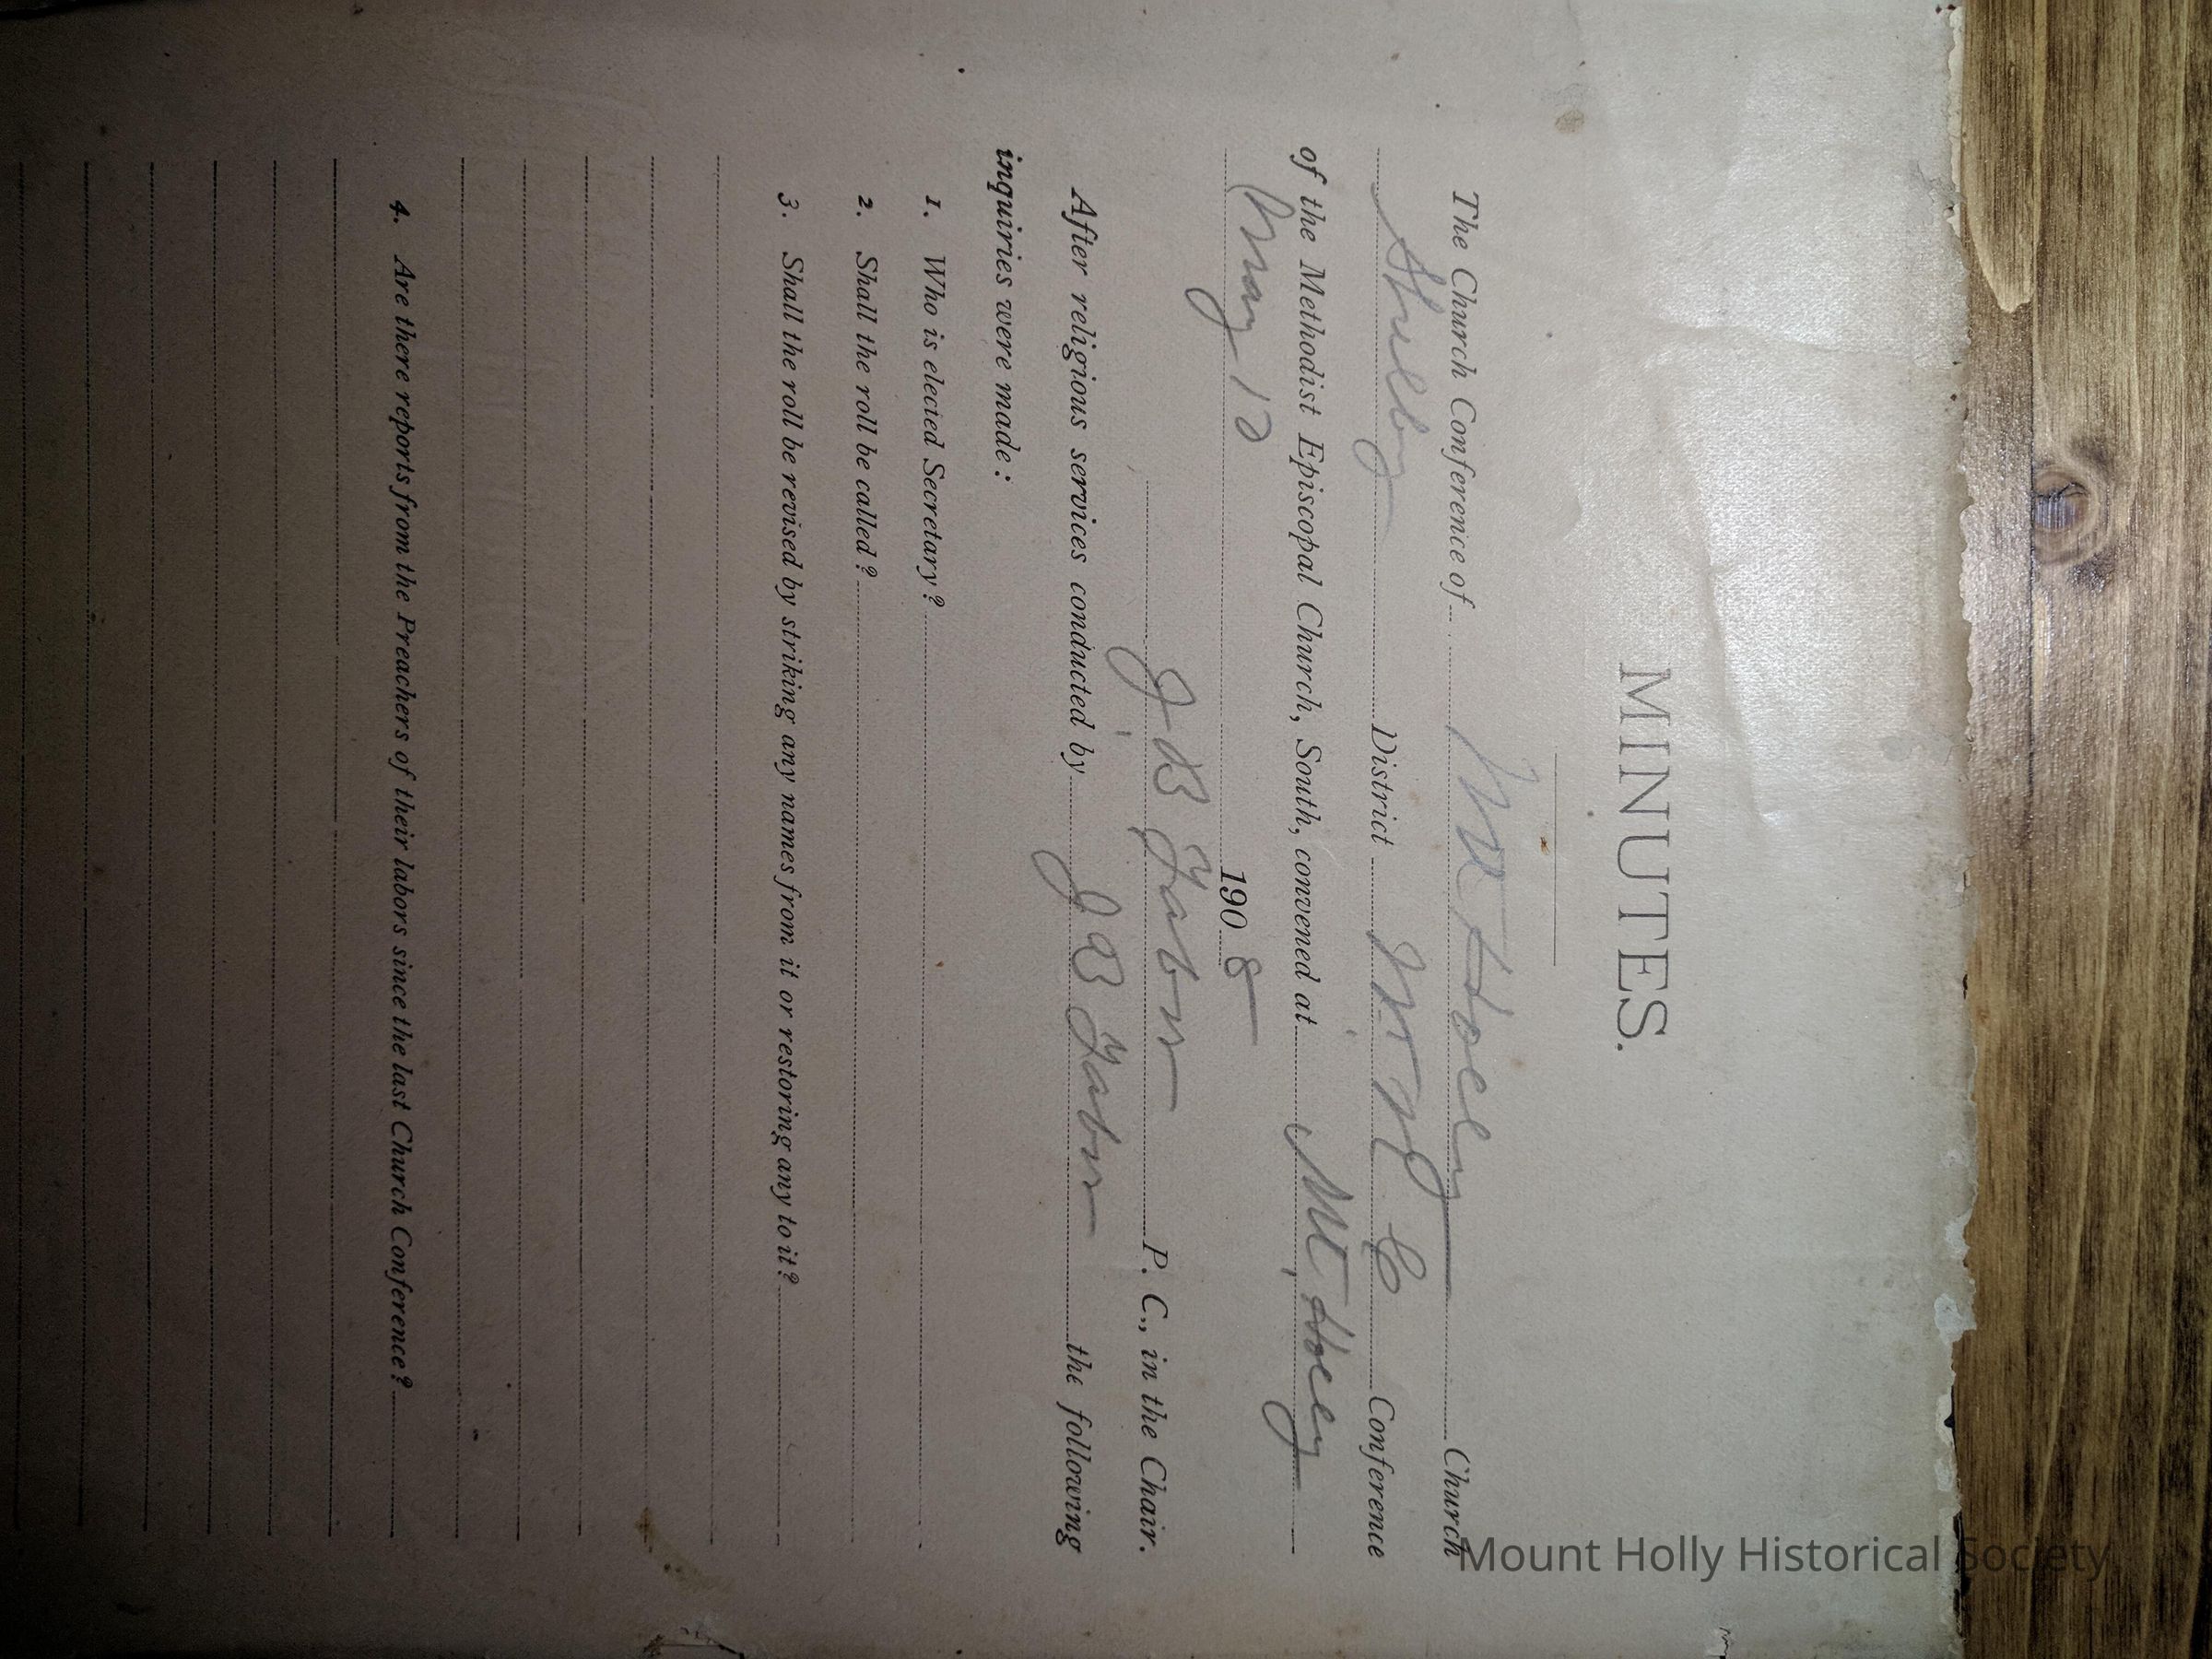 MINUTES.
The Church Conference of Mt Holly Church
Shelby District W N C Conference
of the Methodist Episcopal Church, South, convened at Mt Holly
May 10 1908
J B Tabor P. C., in the Chair.
After religious services conducted by J B Tabor the following
inquiries were made:
1. Who is elected Secretary?
2. Shall the roll be called?
3. Shall the roll be revised by striking any names from it or restoring any to it?
4. Are there reports from the Preachers of their labors since the last Church Conference?
Mount Holly Historical Society